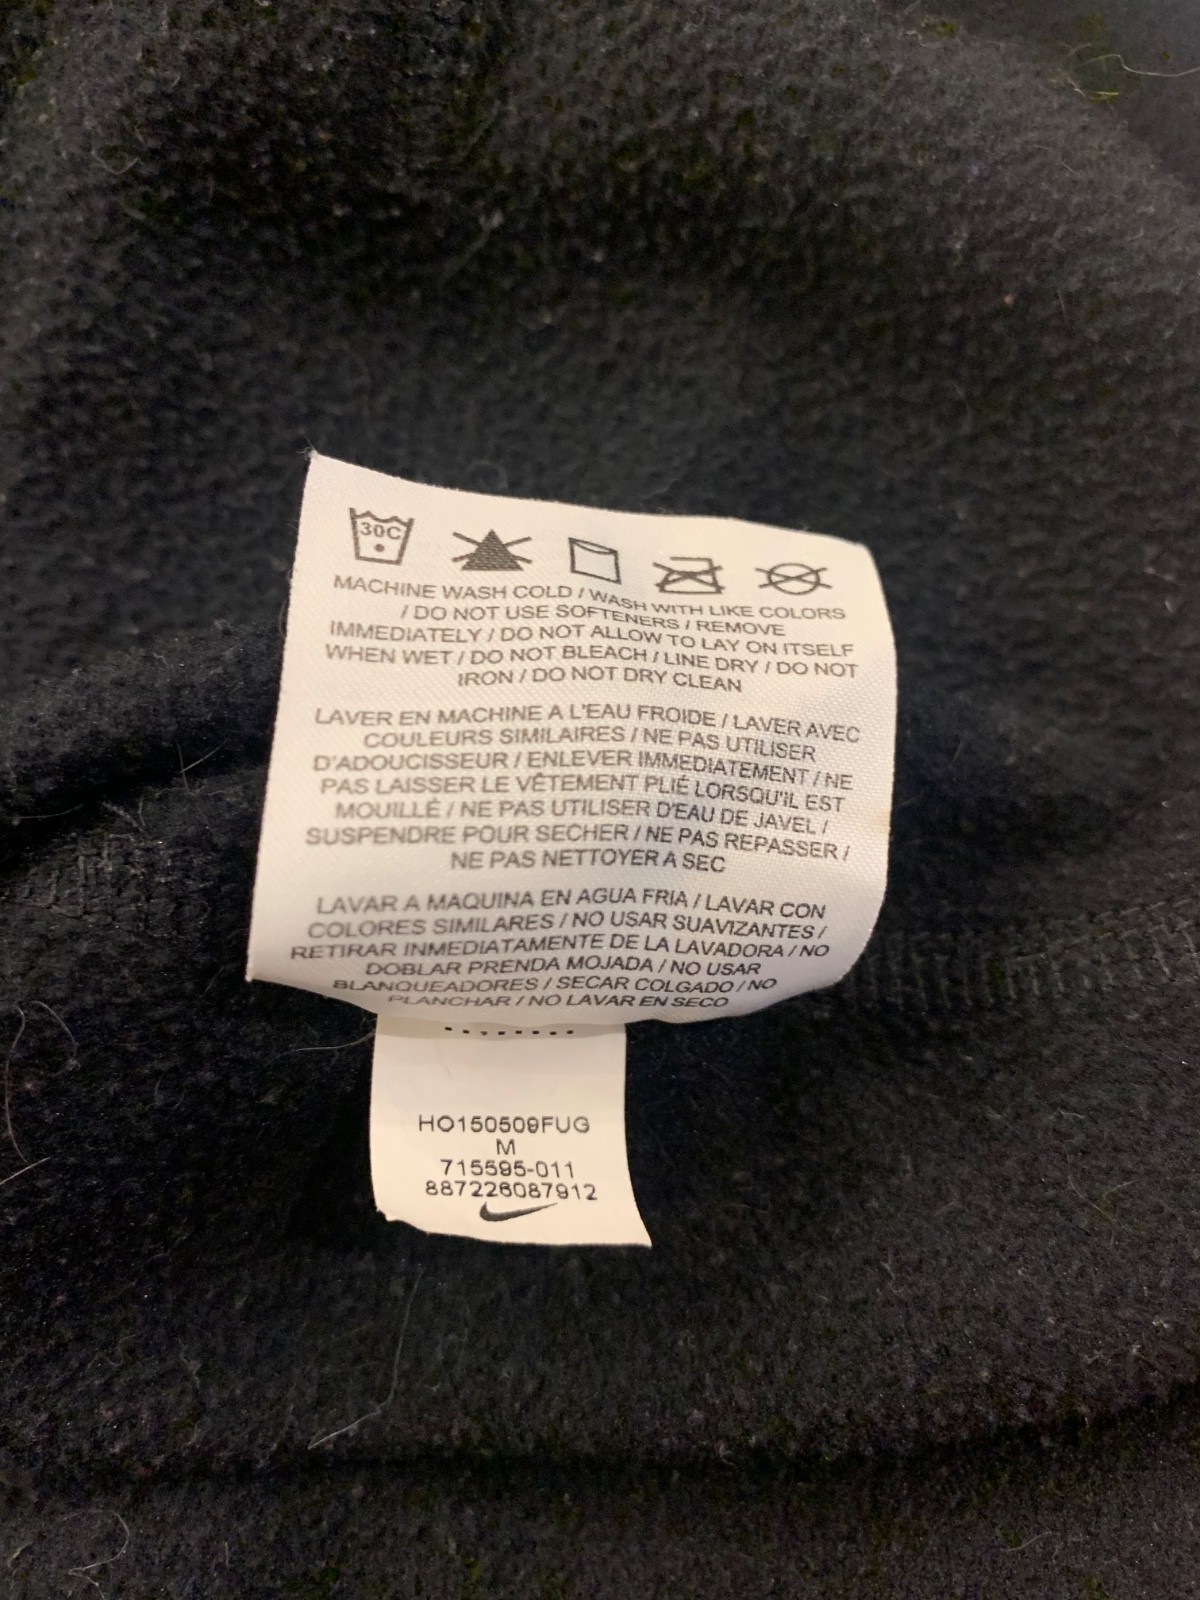 30C
MACHINE WASH COLD / WASH WITH LIKE COLORS
/ DO NOT USE SOFTENERS / REMOVE
IMMEDIATELY / DO NOT ALLOW TO LAY ON ITSELF
WHEN WET / DO NOT BLEACH / LINE DRY / DO NOT
IRON / DO NOT DRY CLEAN
LAVER EN MACHINE A L'EAU FROIDE / LAVER AVEC
COULEURS SIMILAIRES / NE PAS UTILISER
D'ADOUCISSEUR / ENLEVER IMMEDIATEMENT / NE
PAS LAISSER LE VÊTEMENT PLIÉ LORSQU'IL EST
MOUILLÉ / NE PAS UTILISER D'EAU DE JAVEL /
SUSPENDRE POUR SECHER / NE PAS REPASSER /
NE PAS NETTOYER A SEC
LAVAR A MAQUINA EN AGUA FRIA / LAVAR CON
COLORES SIMILARES / NO USAR SUAVIZANTES /
RETIRAR INMEDIATAMENTE DE LA LAVADORA / NO
DOBLAR PRENDA MOJADA / NO USAR
BLANQUEADORES / SECAR COLGADO / NO
PLANCHAR / NO LAVAR EN SECO
HO150509FUG
M
715595-011
887226087912